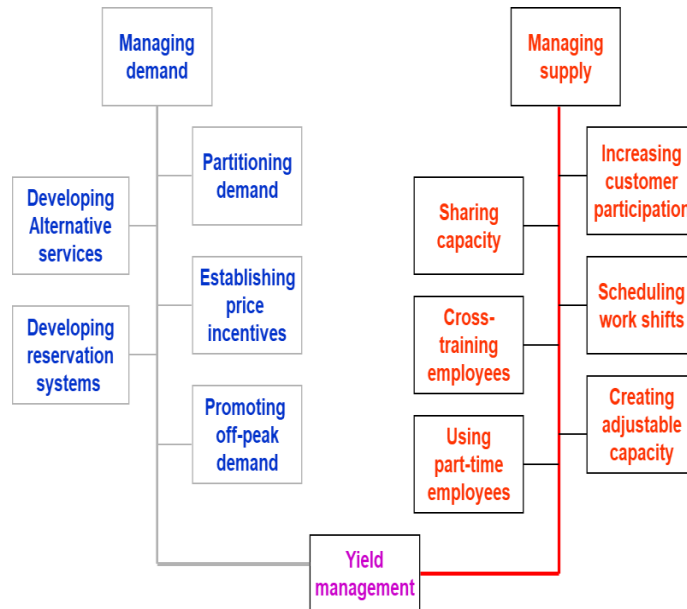 Managing
demand
Partitioning
demand
Developing
Alternative
services
Establishing
price
incentives
Developing
reservation
systems
Promoting
off-peak
demand
Managing
supply
Increasing
customer
participation
Sharing
capacity
Scheduling
work shifts
Cross-
training
employees
Creating
adjustable
capacity
Using
part-time
employees
Yield
management